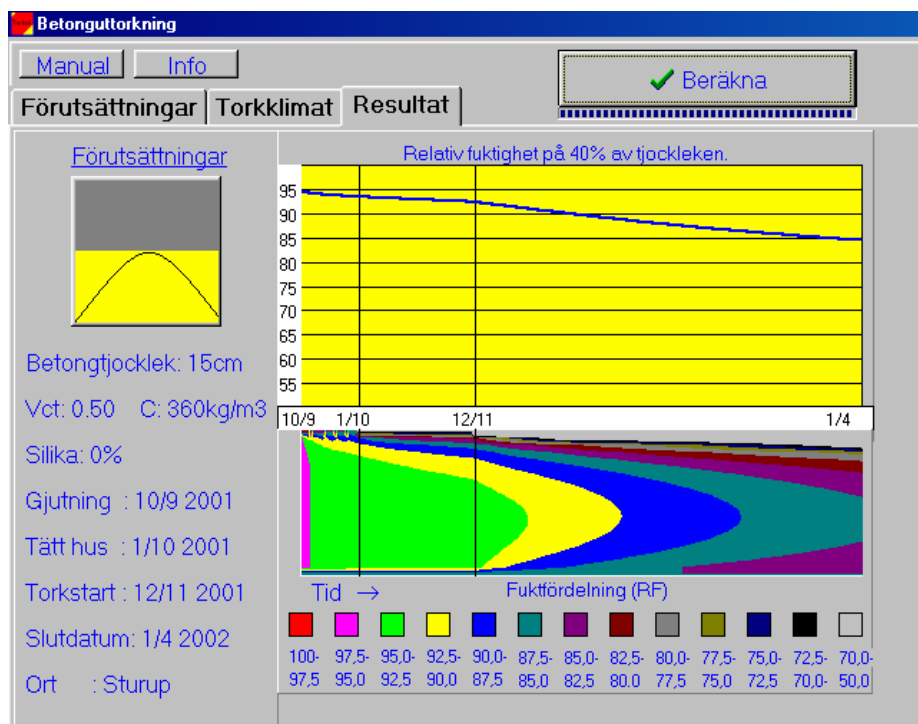 Betonguttorkning
Manual Info
Beräkna
Förutsättningar Torkklimat Resultat
Förutsättningar
Betongtjocklek: 15cm
Vct: 0.50 C: 360kg/m3
Silika: 0%
Gjutning : 10/9 2001
Tätt hus : 1/10 2001
Torkstart : 12/11 2001
Slutdatum: 1/4 2002
Ort : Sturup
Relativ fuktighet på 40% av tjockleken.
95
90
85
80
75
70
65
60
55
10/9 1/10 12/11 1/4
Tid → Fuktfördelning (RF)
100- 97,5- 95,0- 92,5- 90,0- 87,5- 85,0- 82,5- 80,0- 77,5- 75,0- 72,5- 70,0-
97,5 95,0 92,5 90,0 87,5 85,0 82,5 80.0 77,5 75,0 72,5 70,0- 50,0